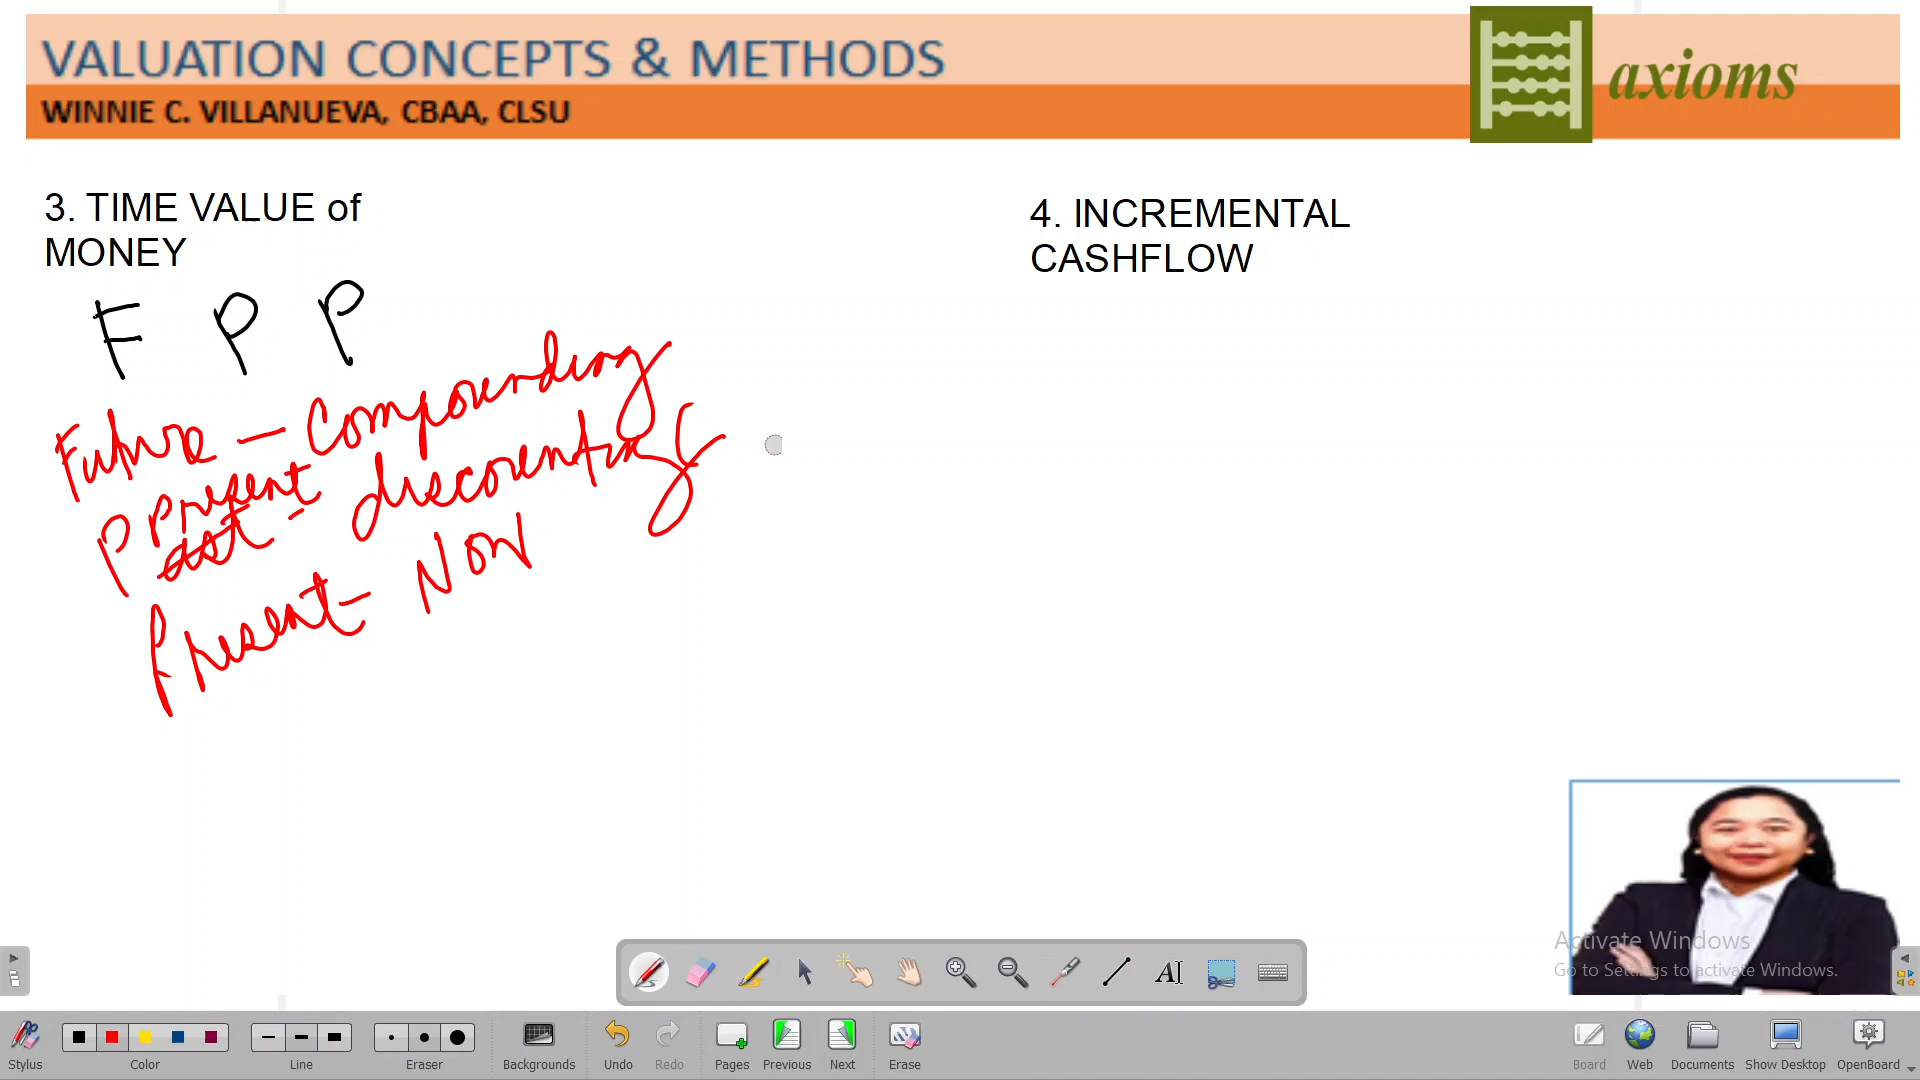 VALUATION CONCEPTS & METHODS
WINNIE C. VILLANUEVA, CBAA, CLSU
axioms
3. TIME VALUE of
MONEY
4. INCREMENTAL
CASHFLOW
F P P
Future - Compounding
present
Past - discounting
Present - Now
Activate Windows
Go to Settings to activate Windows.
Stylus
Color
Line
Eraser
Backgrounds
Undo
Redo
Pages
Previous
Next
Erase
Board
Web
Documents
Show Desktop
OpenBoard